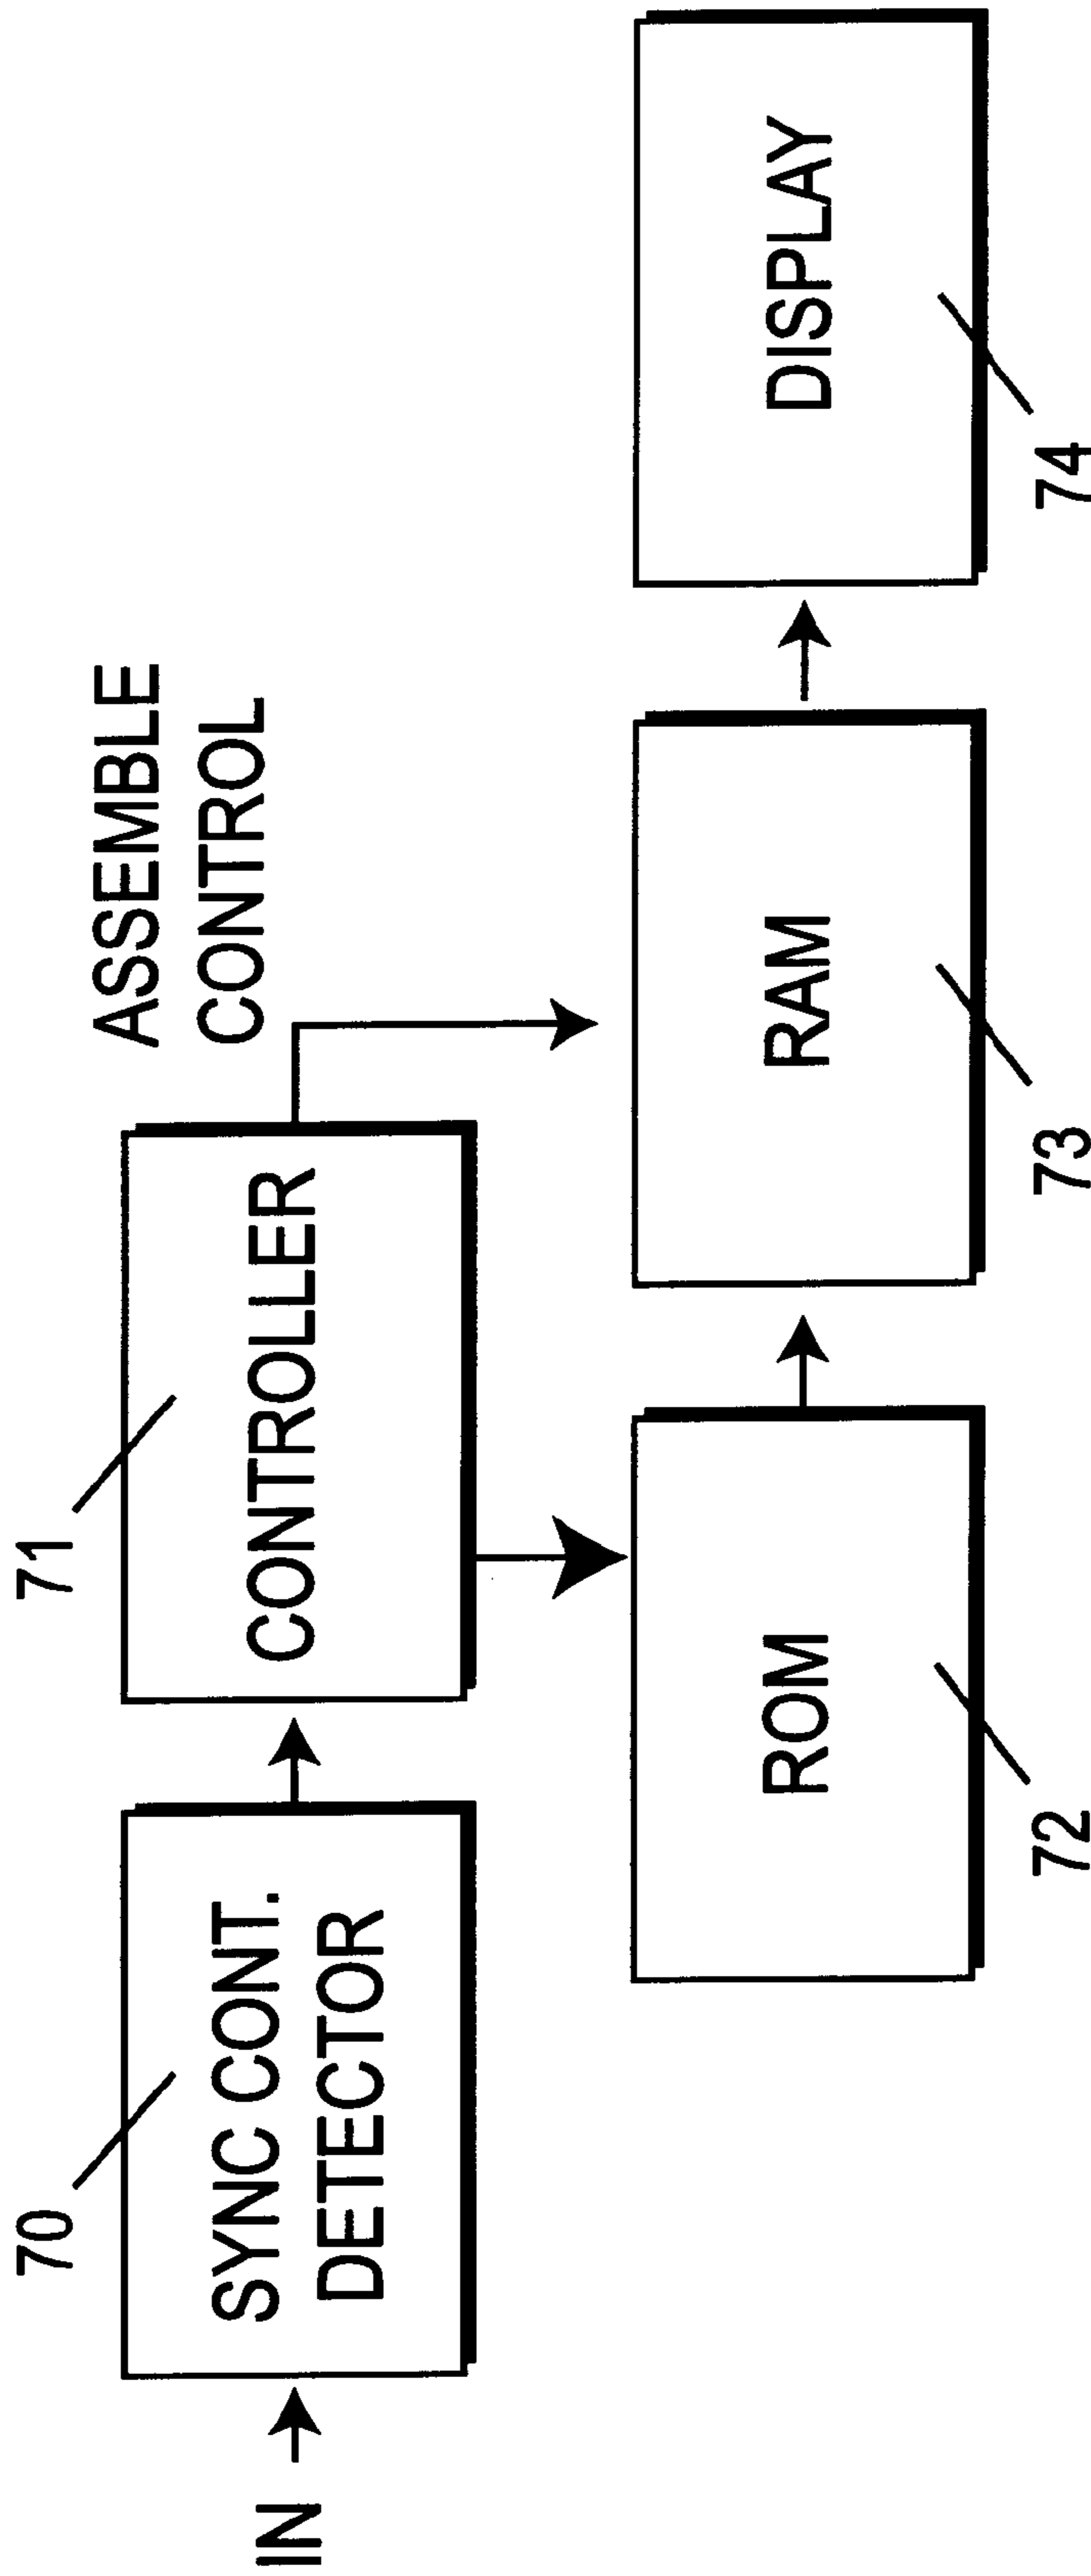 70
71
IN
SYNC CONT.
DETECTOR
CONTROLLER
ASSEMBLE
CONTROL
ROM
RAM
DISPLAY
72
73
74